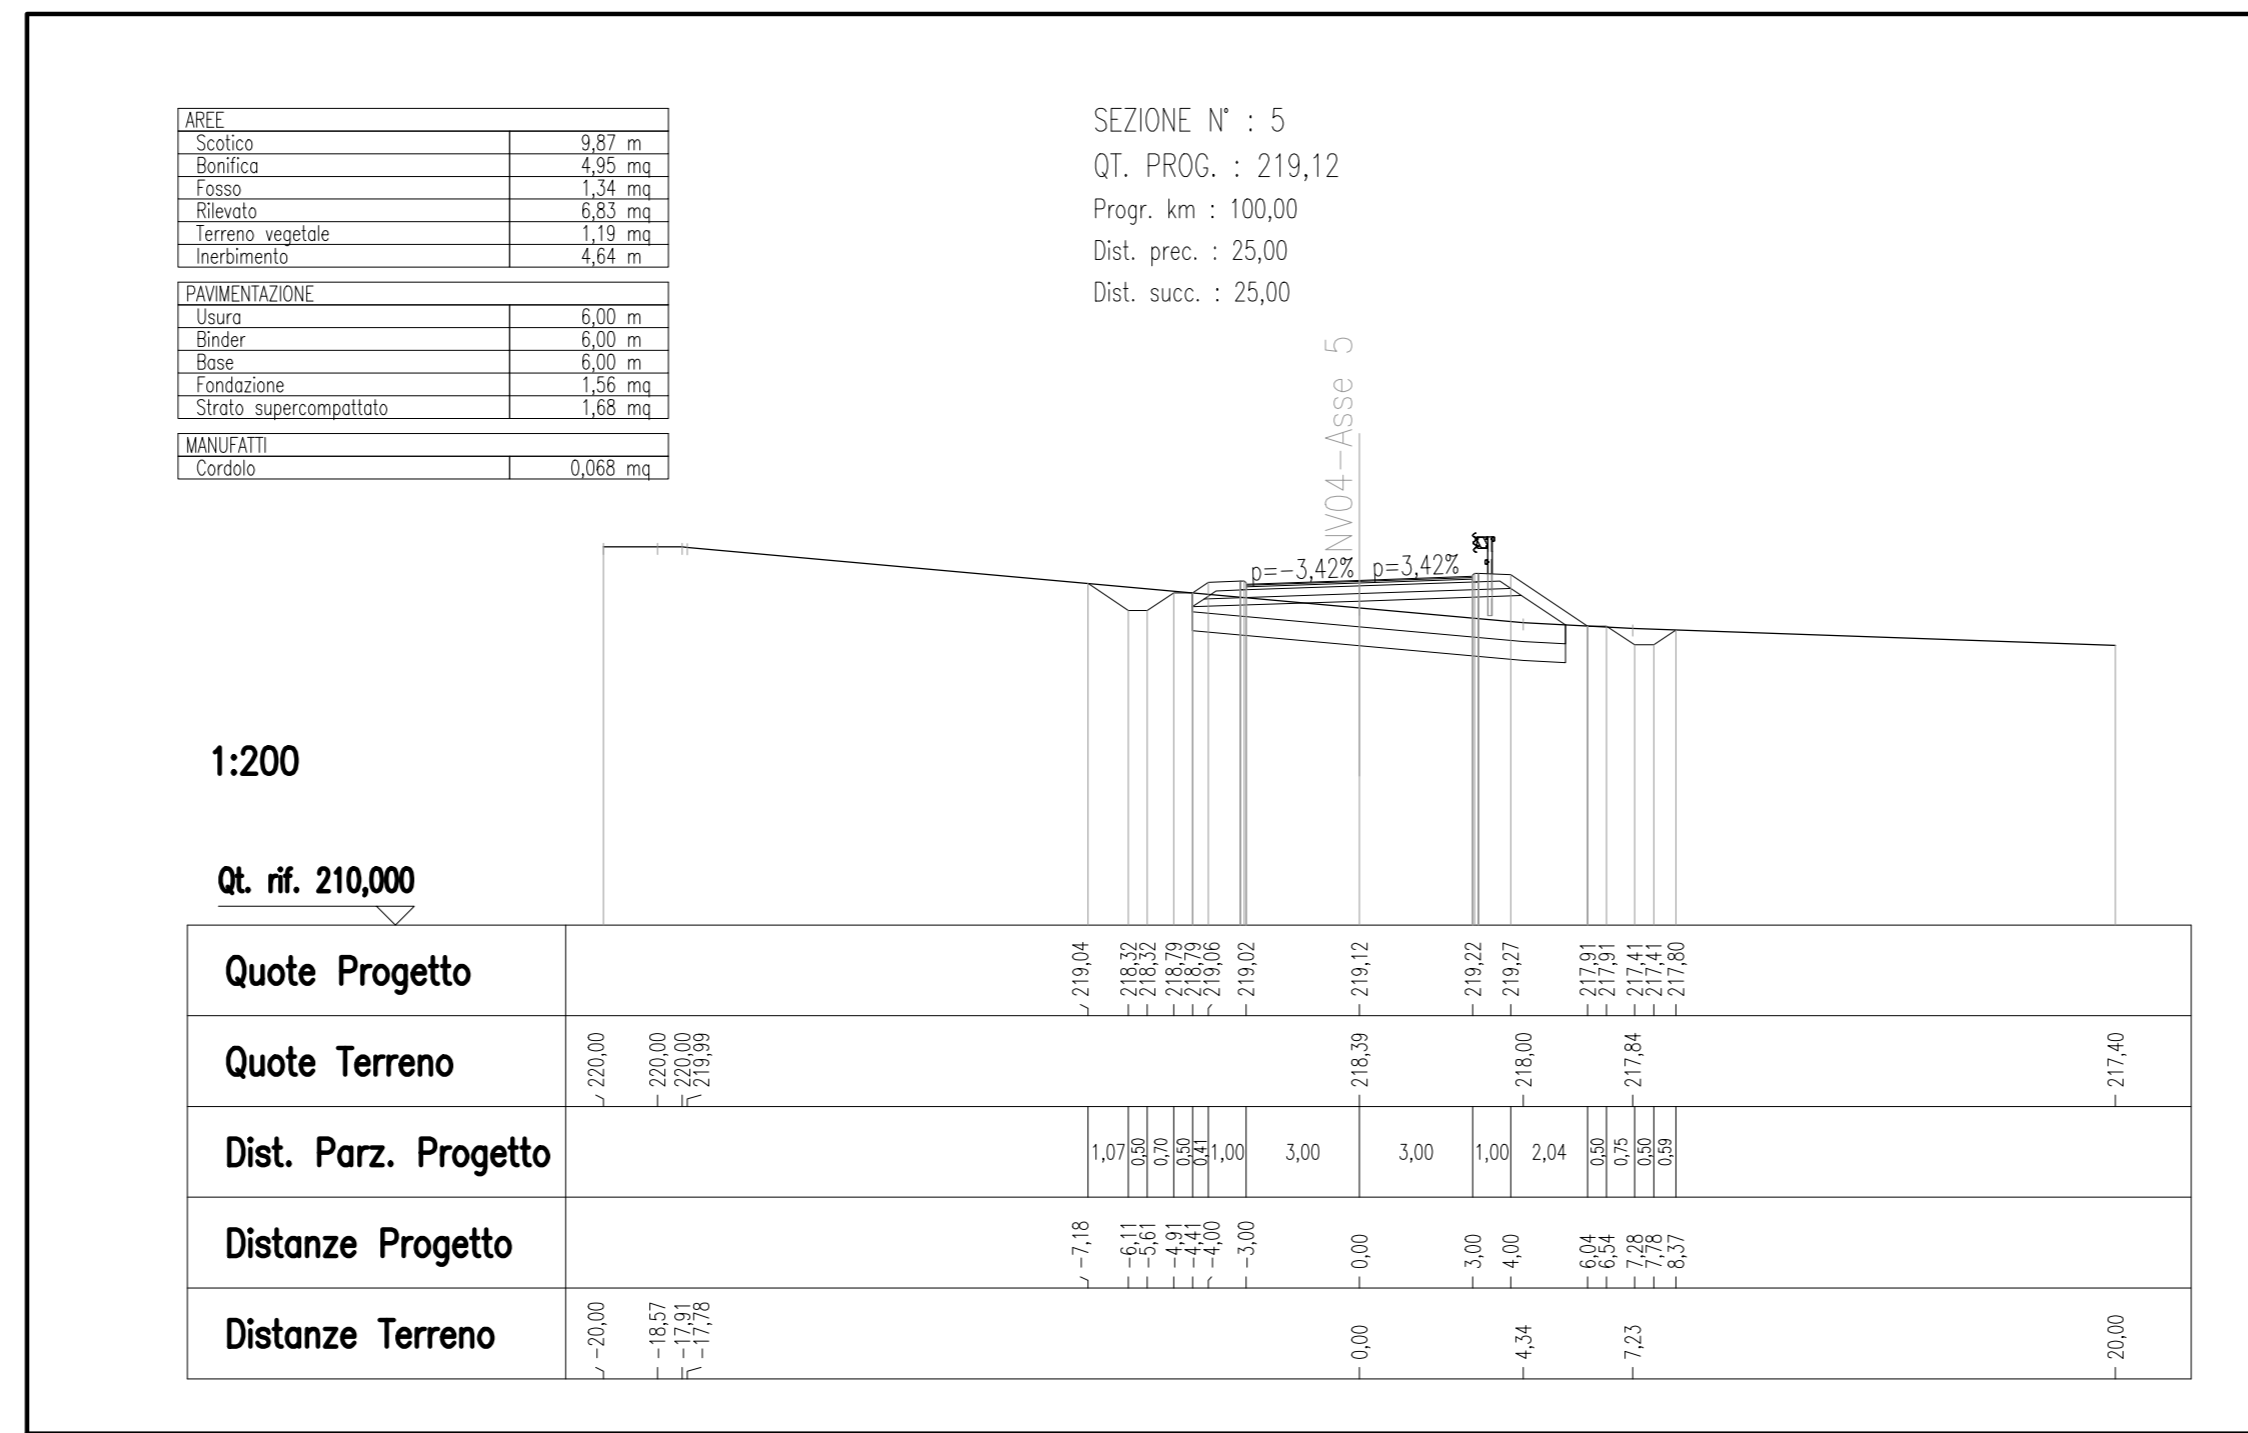 AREE
Scotico 9,87 m
Bonifica 4,95 mq
Fosso 1,34 mq
Rilevato 6,83 mq
Terreno vegetale 1,19 mq
Inerbimento 4,64 m
PAVIMENTAZIONE
Usura 6,00 m
Binder 6,00 m
Base 6,00 m
Fondazione 1,56 mq
Strato supercompattato 1,68 mq
MANUFATTI
Cordolo 0,068 mq
SEZIONE N° : 5
QT. PROG. : 219,12
Progr. km : 100,00
Dist. prec. : 25,00
Dist. succ. : 25,00
NV04-Asse 5
p=-3,42% p=3,42%
1:200
Qt. rif. 210,000
Quote Progetto 219,04 218,32 218,32 218,79 218,79 219,06 219,02 219,12 219,22 219,27 217,91 217,91 217,41 217,41 217,80
Quote Terreno 220,00 220,00 220,00 219,99 218,39 218,00 217,84 217,40
Dist. Parz. Progetto 1,07 0,50 0,70 0,50 0,41 1,00 3,00 3,00 1,00 2,04 0,50 0,75 0,50 0,59
Distanze Progetto -7,18 -6,11 -5,61 -4,91 -4,41 -4,00 -3,00 0,00 3,00 4,00 6,04 6,54 7,28 7,78 8,37
Distanze Terreno -20,00 -18,57 -17,91 -17,78 0,00 4,34 7,23 20,00